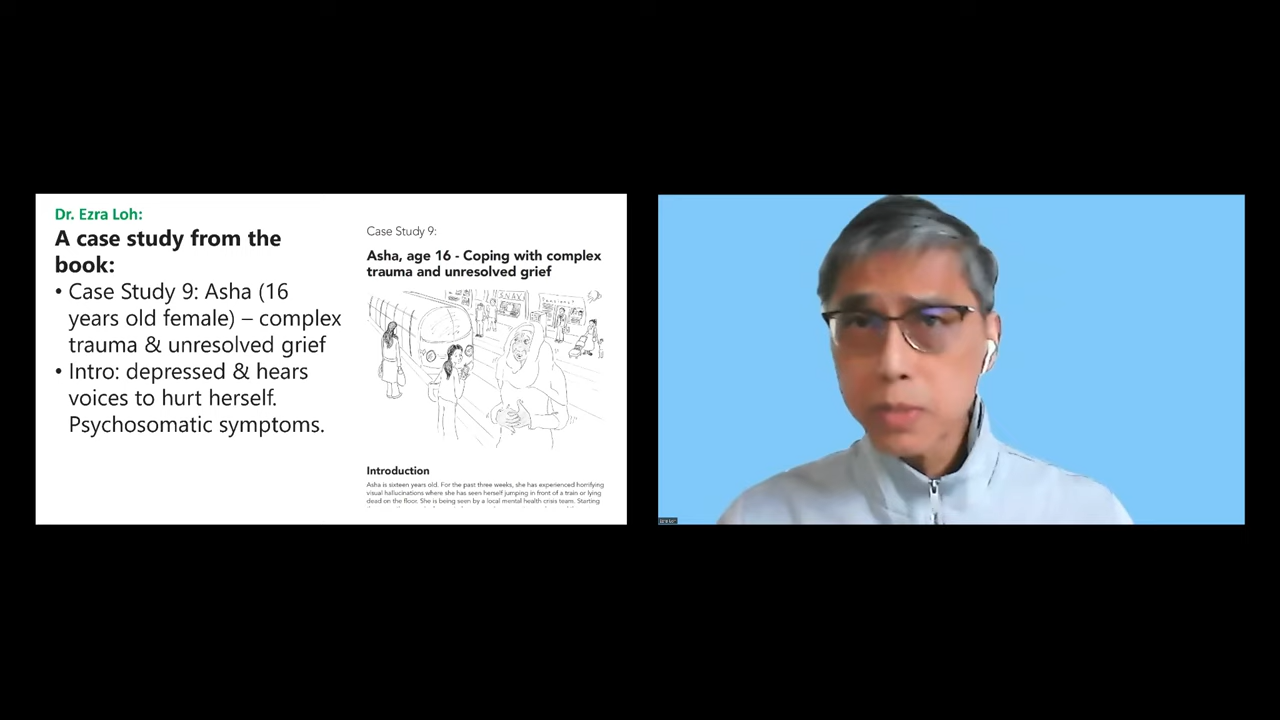 Dr. Ezra Loh:
A case study from the
book:
• Case Study 9: Asha (16
years old female) – complex
trauma & unresolved grief
• Intro: depressed & hears
voices to hurt herself.
Psychosomatic symptoms.
Case Study 9:
Asha, age 16 - Coping with complex
trauma and unresolved grief
Introduction
Asha is sixteen years old. For the past three weeks, she has experienced horrifying
visual hallucinations where she has seen herself jumping in front of a train or lying
dead on the floor. She is being seen by a local mental health crisis team. Starting